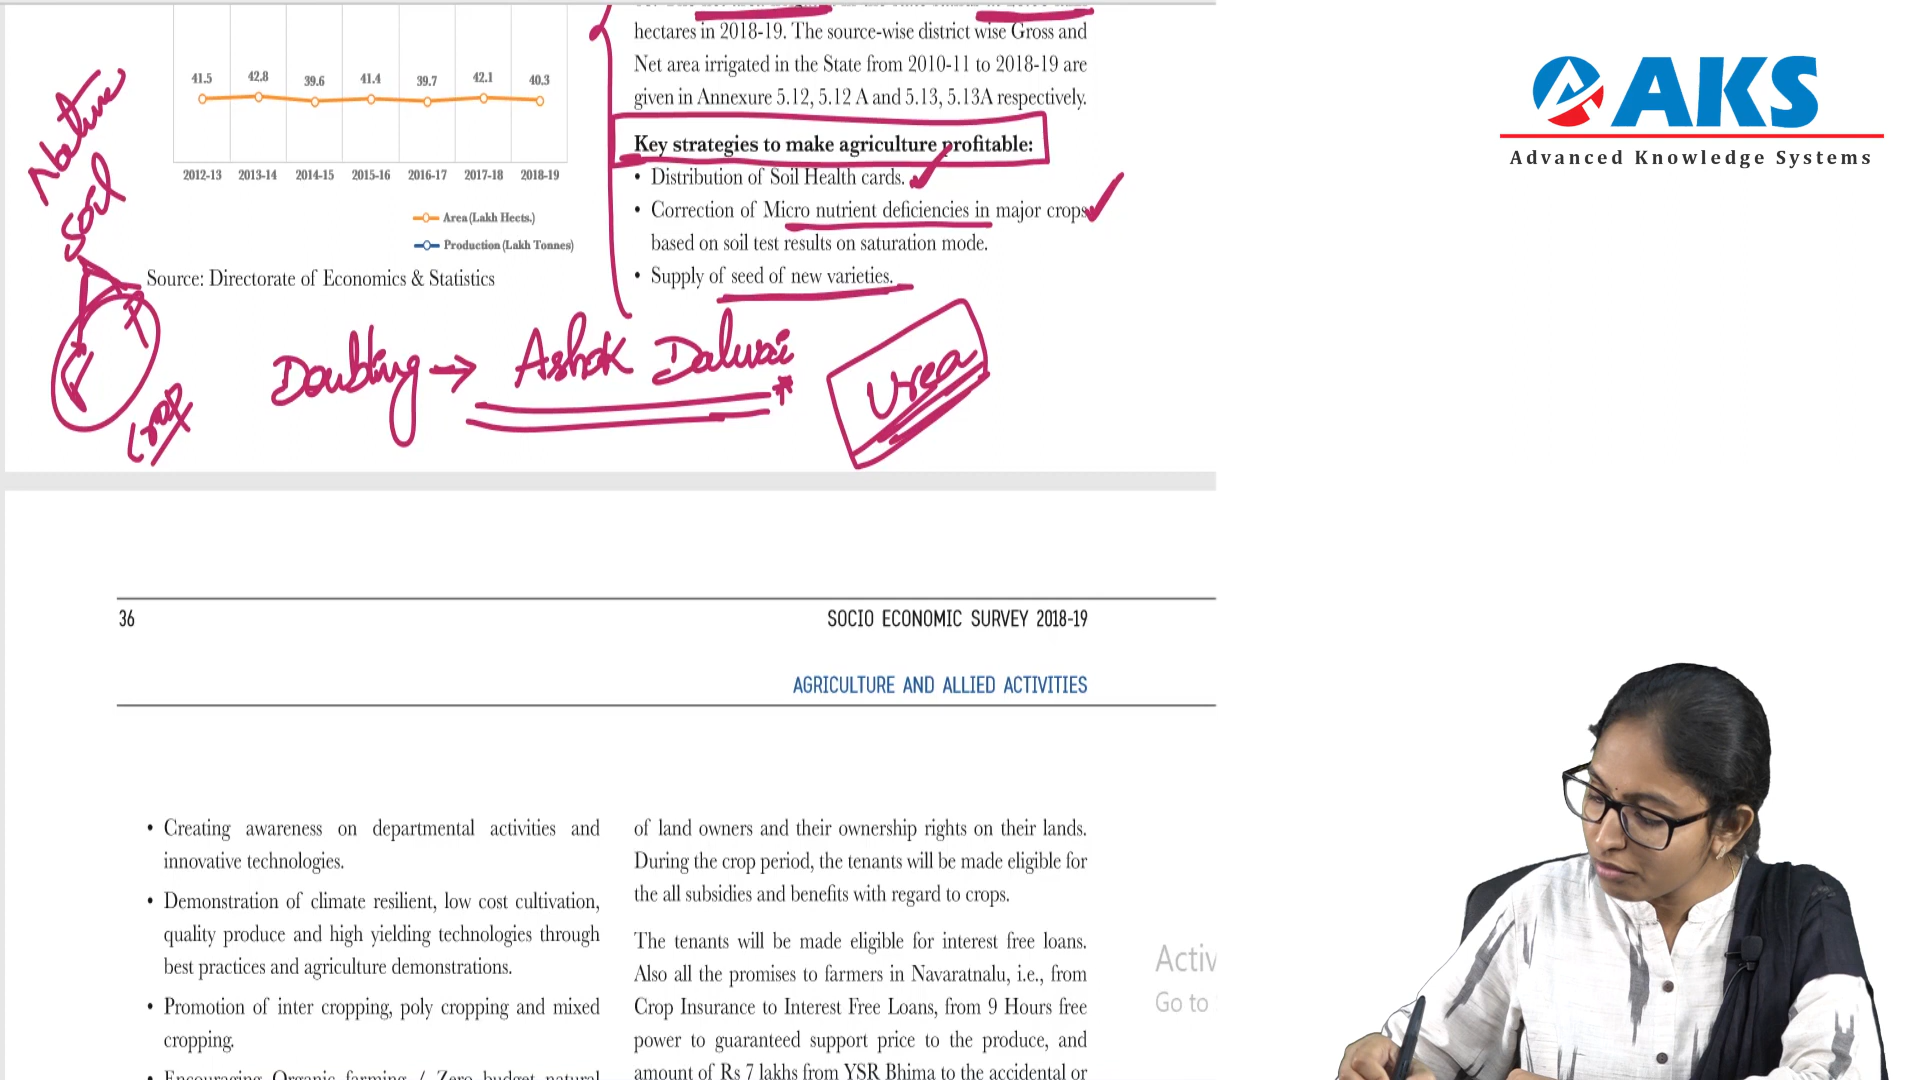 hectares in 2018-19. The source-wise district wise Gross and
Net area irrigated in the State from 2010-11 to 2018-19 are
given in Annexure 5.12, 5.12 A and 5.13, 5.13A respectively.
Key strategies to make agriculture profitable:
• Distribution of Soil Health cards.
• Correction of Micro nutrient deficiencies in major crops
based on soil test results on saturation mode.
• Supply of seed of new varieties.
41.5 42.8 39.6 41.4 39.7 42.1 40.3
2012-13 2013-14 2014-15 2015-16 2016-17 2017-18 2018-19
Area (Lakh Hects.)
Production (Lakh Tonnes)
Source: Directorate of Economics & Statistics
Nature
Soil
F
P
Crop
Doubling → Ashok Dalwai
Urea
AKS
Advanced Knowledge Systems
36
SOCIO ECONOMIC SURVEY 2018-19
AGRICULTURE AND ALLIED ACTIVITIES
• Creating awareness on departmental activities and
innovative technologies.
• Demonstration of climate resilient, low cost cultivation,
quality produce and high yielding technologies through
best practices and agriculture demonstrations.
• Promotion of inter cropping, poly cropping and mixed
cropping.
• Encouraging Organic farming / Zero budget natural
of land owners and their ownership rights on their lands.
During the crop period, the tenants will be made eligible for
the all subsidies and benefits with regard to crops.
The tenants will be made eligible for interest free loans.
Also all the promises to farmers in Navaratnalu, i.e., from
Crop Insurance to Interest Free Loans, from 9 Hours free
power to guaranteed support price to the produce, and
amount of Rs 7 lakhs from YSR Bhima to the accidental or
Activ
Go to